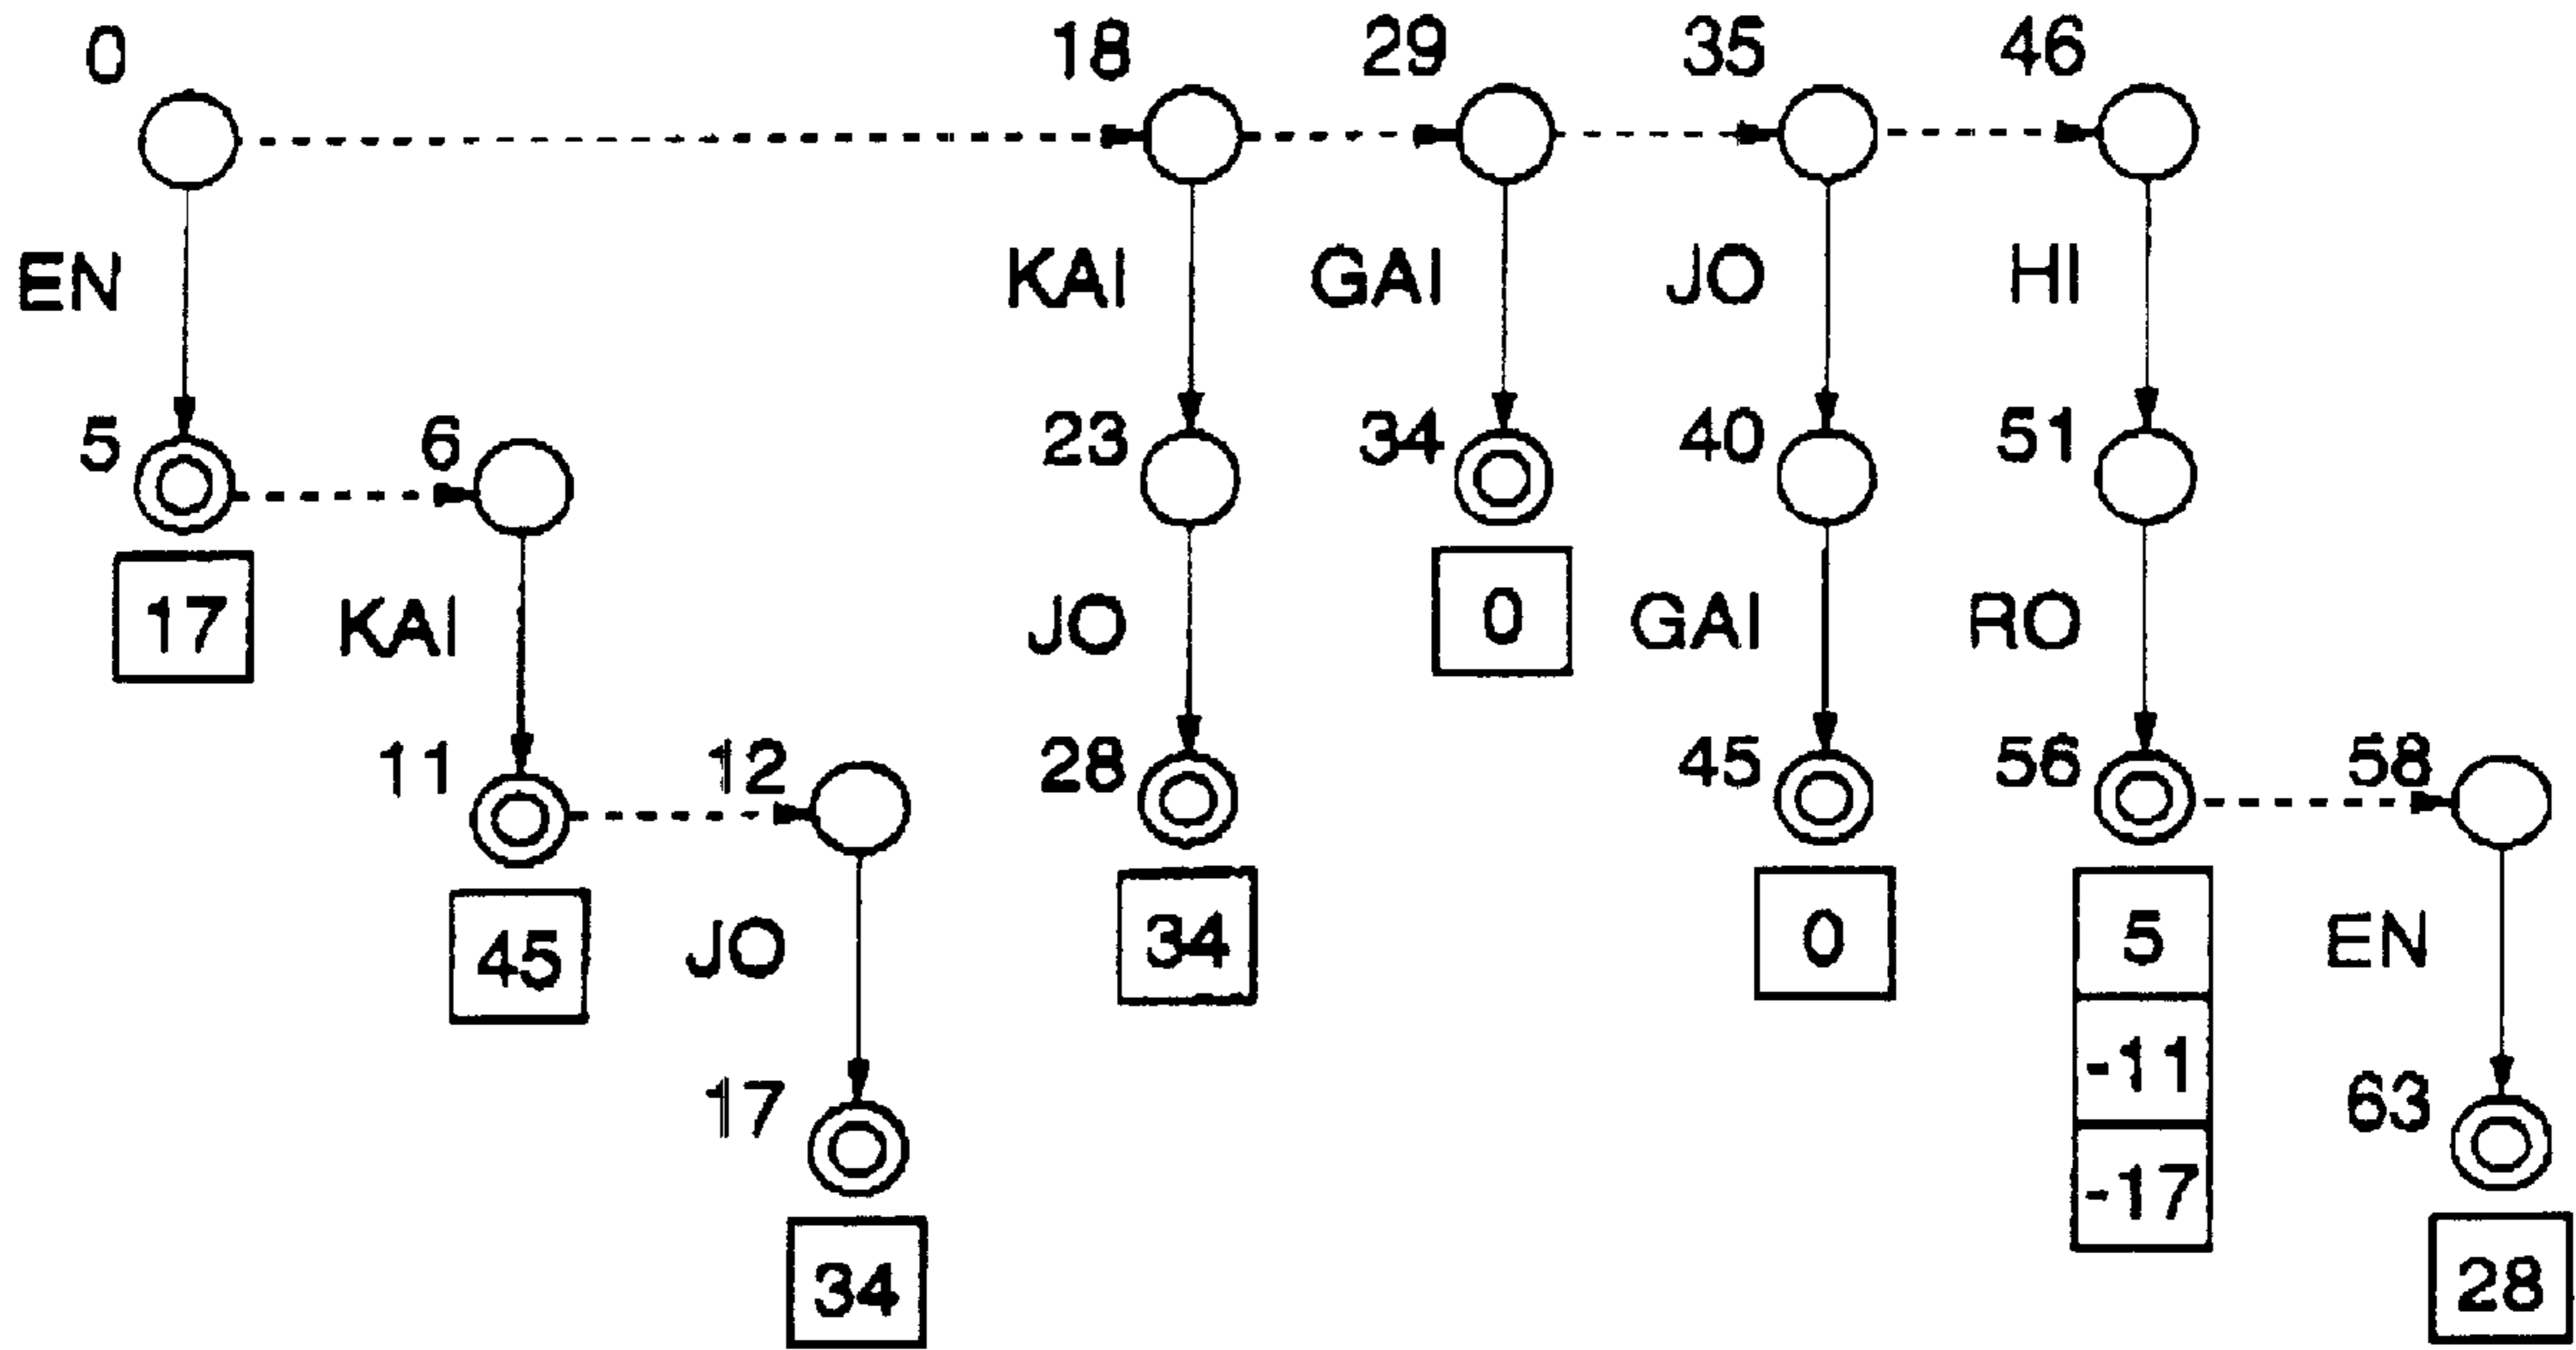 0 18 29 35 46
EN KAI GAI JO HI
5 6 23 34 40 51
17 KAI JO 0 GAI RO
11 12 28 45 56 58
45 JO 34 0 5 EN
-11
17 63
-17
34 28